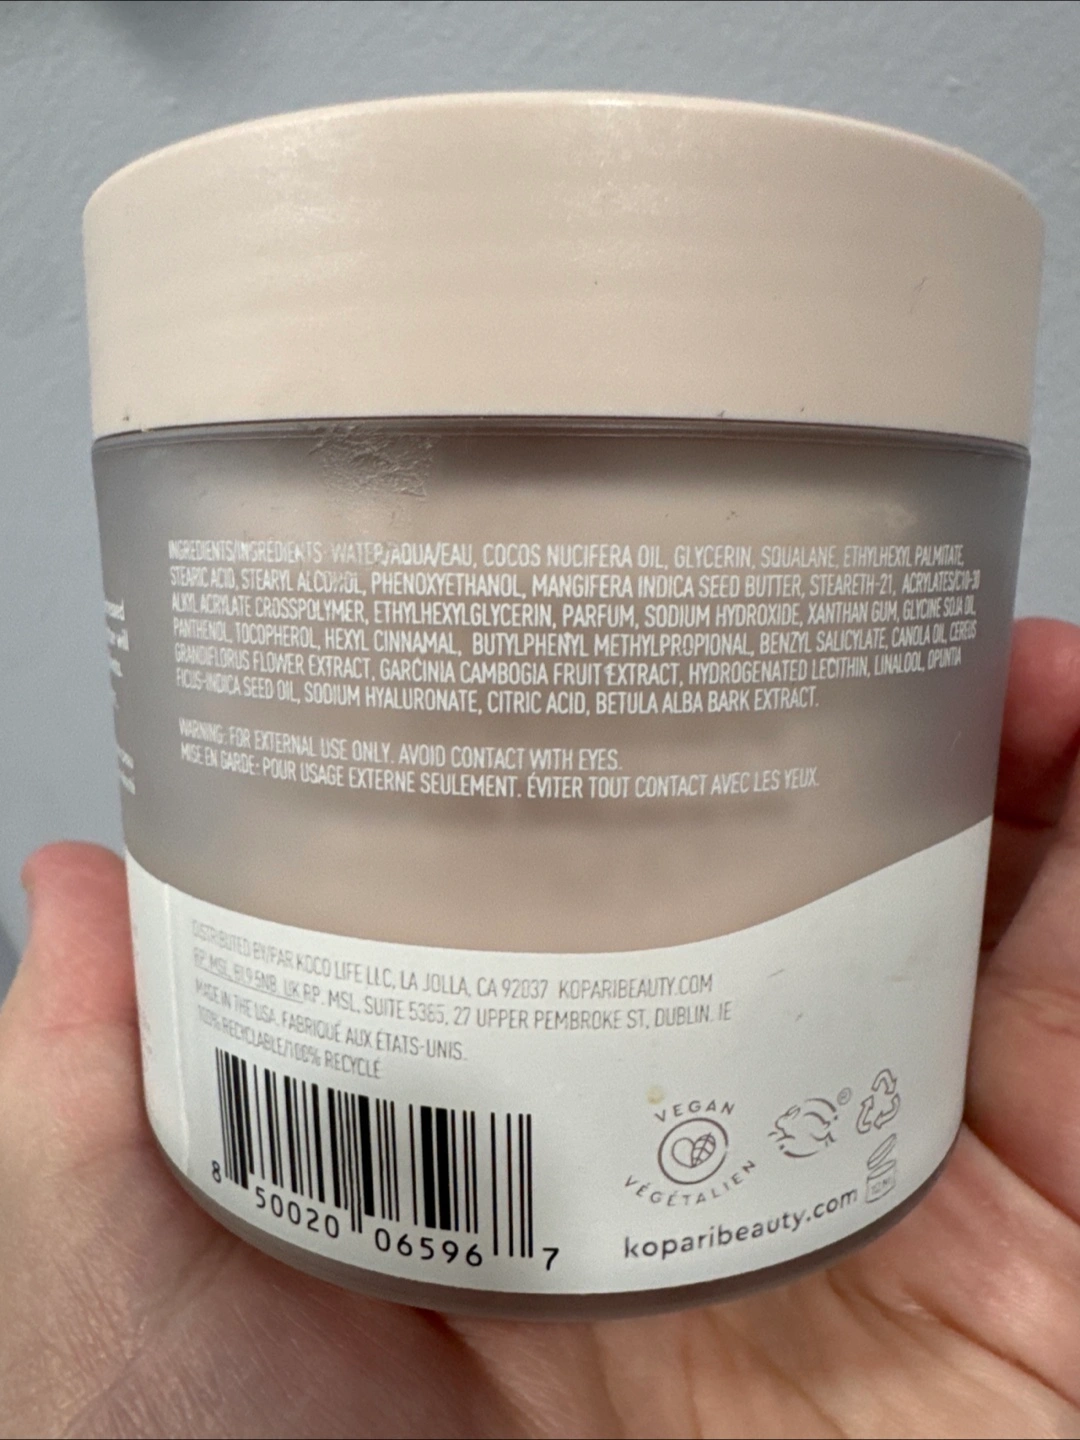 INGREDIENTS/INGRÉDIENTS: WATER/AQUA/EAU, COCOS NUCIFERA OIL, GLYCERIN, SQUALANE, ETHYLHEXYL PALMITATE,
STEARIC ACID, STEARYL ALCOHOL, PHENOXYETHANOL, MANGIFERA INDICA SEED BUTTER, STEARETH-21, ACRYLATES/C10-30
ALKYL ACRYLATE CROSSPOLYMER, ETHYLHEXYLGLYCERIN, PARFUM, SODIUM HYDROXIDE, XANTHAN GUM, GLYCINE SOJA OIL,
PANTHENOL, TOCOPHEROL, HEXYL CINNAMAL, BUTYLPHENYL METHYLPROPIONAL, BENZYL SALICYLATE, CANOLA OIL, CEREUS
GRANDIFLORUS FLOWER EXTRACT, GARCINIA CAMBOGIA FRUIT EXTRACT, HYDROGENATED LECITHIN, LINALOOL, OPUNTIA
FICUS-INDICA SEED OIL, SODIUM HYALURONATE, CITRIC ACID, BETULA ALBA BARK EXTRACT.
WARNING: FOR EXTERNAL USE ONLY. AVOID CONTACT WITH EYES.
MISE EN GARDE: POUR USAGE EXTERNE SEULEMENT. ÉVITER TOUT CONTACT AVEC LES YEUX.
will
DISTRIBUTED BY/PAR KOCO LIFE LLC, LA JOLLA, CA 92037 KOPARIBEAUTY.COM
RP. MSL, BL9 5NB, UK RP. MSL, SUITE 5365, 27 UPPER PEMBROKE ST, DUBLIN, IE
MADE IN THE USA. FABRIQUÉ AUX ÉTATS-UNIS.
100% RECYCLABLE/100% RECYCLÉ
8 50020 06596 7
VEGAN
VÉGÉTALIEN
®
12M
koparibeauty.com